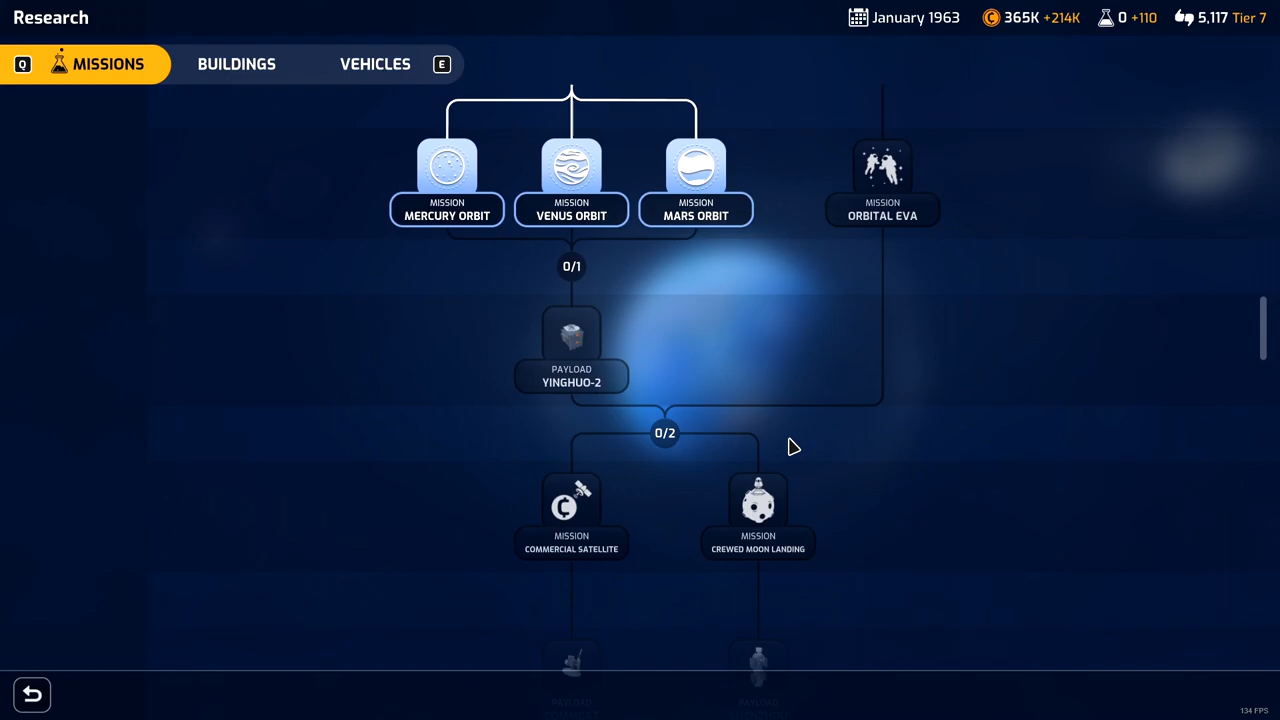 Research
January 1963
365K +214K
0 +110
5,117 Tier 7
Q
MISSIONS
BUILDINGS
VEHICLES
E
MISSION
MERCURY ORBIT
MISSION
VENUS ORBIT
MISSION
MARS ORBIT
MISSION
ORBITAL EVA
0/1
PAYLOAD
YINGHUO-2
0/2
MISSION
COMMERCIAL SATELLITE
MISSION
CREWED MOON LANDING
PAYLOAD
PAYLOAD
134 FPS